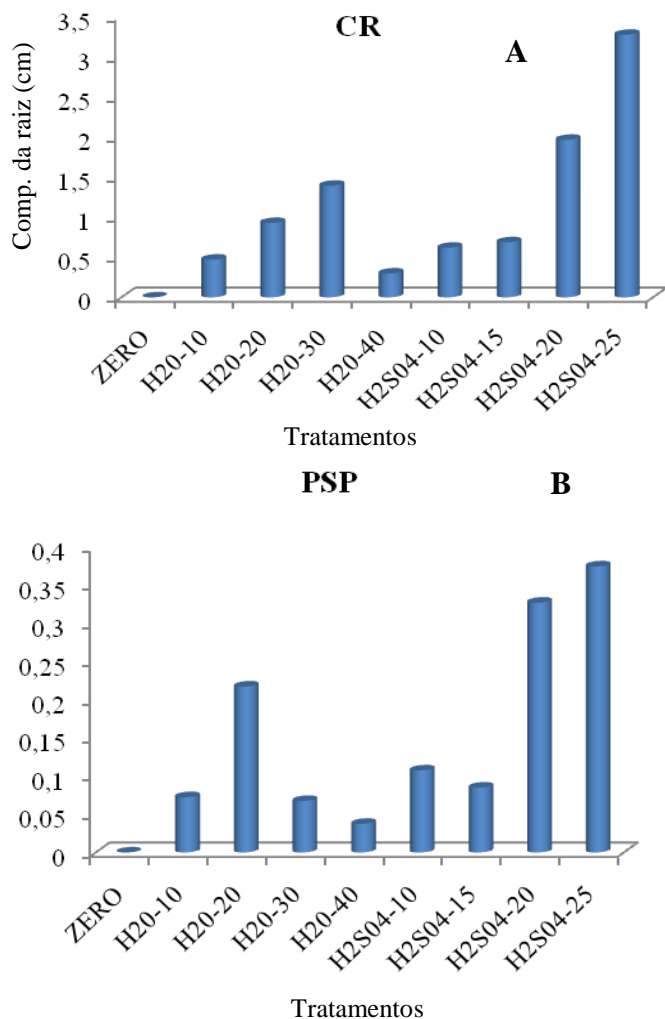 CR
A
Comp. da raiz (cm)
3,5
3
2,5
2
1,5
1
0,5
0
ZERO
H20-10
H20-20
H20-30
H20-40
H2S04-10
H2S04-15
H2S04-20
H2S04-25
Tratamentos
PSP
B
0,4
0,35
0,3
0,25
0,2
0,15
0,1
0,05
0
ZERO
H20-10
H20-20
H20-30
H20-40
H2S04-10
H2S04-15
H2S04-20
H2S04-25
Tratamentos